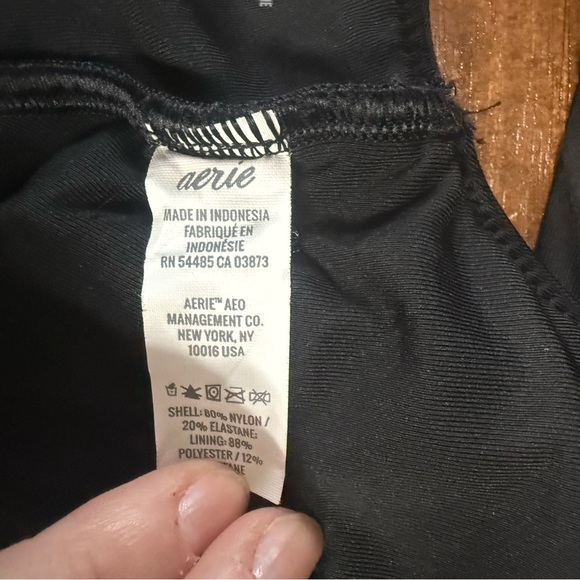 aerie
MADE IN INDONESIA
FABRIQUÉ EN
INDONÉSIE
RN 54485 CA 03873
AERIE™ AEO
MANAGEMENT CO.
NEW YORK, NY
10016 USA
SHELL: 80% NYLON /
20% ELASTANE;
LINING: 88%
POLYESTER / 12%